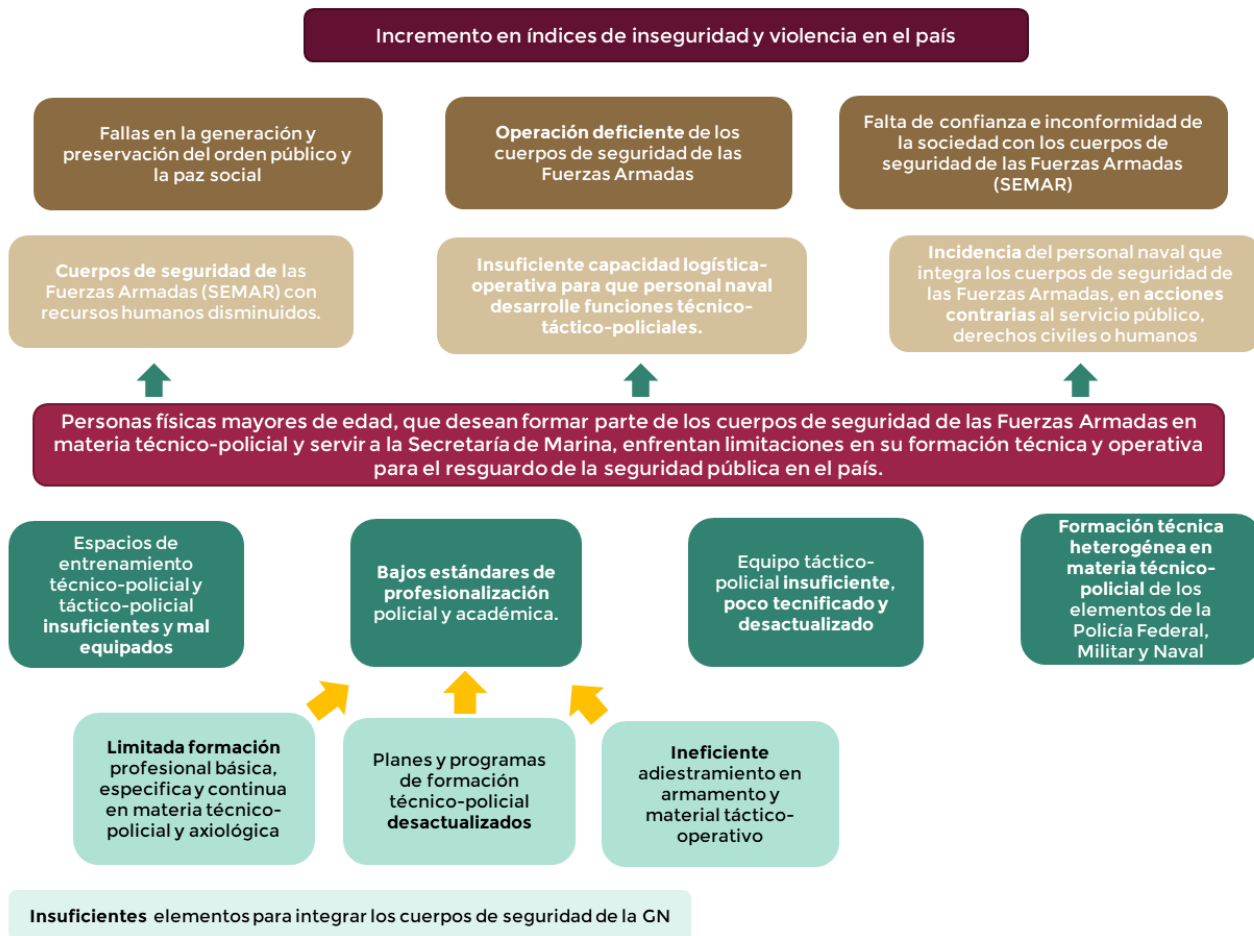 Incremento en índices de inseguridad y violencia en el país
Fallas en la generación y
preservación del orden público y
la paz social
Operación deficiente de los
cuerpos de seguridad de las
Fuerzas Armadas
Falta de confianza e inconformidad de
la sociedad con los cuerpos de
seguridad de las Fuerzas Armadas
(SEMAR)
Cuerpos de seguridad de las
Fuerzas Armadas (SEMAR) con
recursos humanos disminuidos.
Insuficiente capacidad logística-
operativa para que personal naval
desarrolle funciones técnico-
táctico-policiales.
Incidencia del personal naval que
integra los cuerpos de seguridad de
las Fuerzas Armadas, en acciones
contrarias al servicio público,
derechos civiles o humanos
Personas físicas mayores de edad, que desean formar parte de los cuerpos de seguridad de las Fuerzas Armadas en
materia técnico-policial y servir a la Secretaría de Marina, enfrentan limitaciones en su formación técnica y operativa
para el resguardo de la seguridad pública en el país.
Espacios de
entrenamiento
técnico-policial y
táctico-policial
insuficientes y mal
equipados
Bajos estándares de
profesionalización
policial y académica.
Equipo táctico-
policial insuficiente,
poco tecnificado y
desactualizado
Formación técnica
heterogénea en
materia técnico-
policial de los
elementos de la
Policía Federal,
Militar y Naval
Limitada formación
profesional básica,
especifica y continua
en materia técnico-
policial y axiológica
Planes y programas
de formación
técnico-policial
desactualizados
Ineficiente
adiestramiento en
armamento y
material táctico-
operativo
Insuficientes elementos para integrar los cuerpos de seguridad de la GN